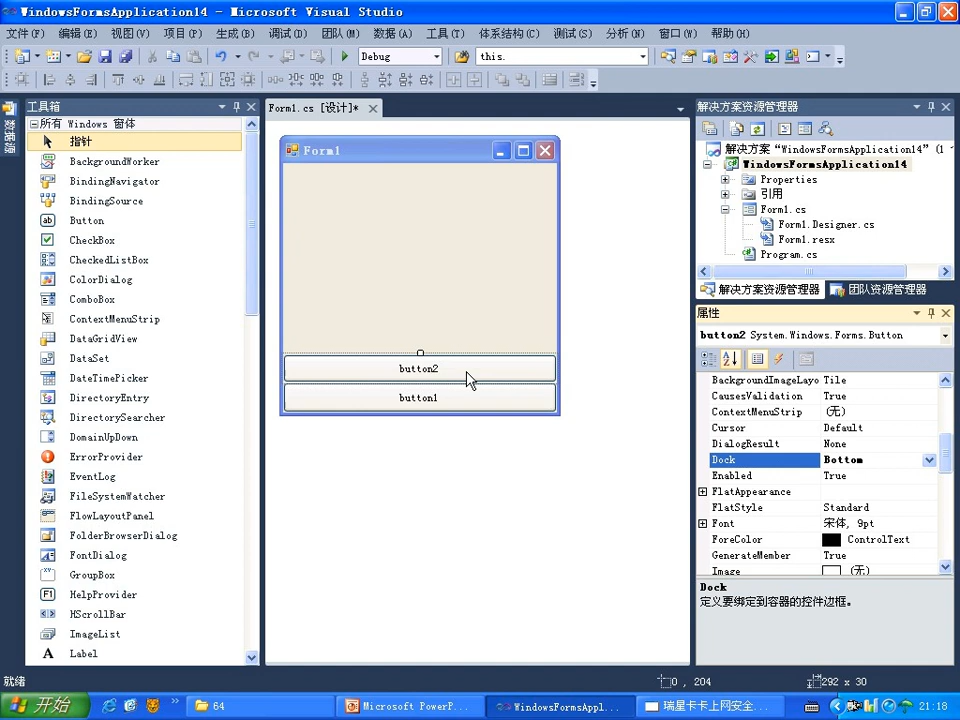 WindowsFormsApplication14 - Microsoft Visual Studio
文件(F) 编辑(E) 视图(V) 项目(P) 生成(B) 调试(D) 团队(M) 数据(A) 工具(T) 体系结构(C) 测试(S) 分析(N) 窗口(W) 帮助(H)
Debug this.
数据源
工具箱
所有 Windows 窗体
指针
BackgroundWorker
BindingNavigator
BindingSource
Button
CheckBox
CheckedListBox
ColorDialog
ComboBox
ContextMenuStrip
DataGridView
DataSet
DateTimePicker
DirectoryEntry
DirectorySearcher
DomainUpDown
ErrorProvider
EventLog
FileSystemWatcher
FlowLayoutPanel
FolderBrowserDialog
FontDialog
GroupBox
HelpProvider
HScrollBar
ImageList
Label
Form1.cs [设计]*
Form1
button2
button1
解决方案资源管理器
解决方案 “WindowsFormsApplication14” (1
WindowsFormsApplication14
Properties
引用
Form1.cs
Form1.Designer.cs
Form1.resx
Program.cs
解决方案资源管理器 团队资源管理器
属性
button2 System.Windows.Forms.Button
BackgroundImageLayo Tile
CausesValidation True
ContextMenuStrip (无)
Cursor Default
DialogResult None
Dock Bottom
Enabled True
FlatAppearance
FlatStyle Standard
Font 宋体, 9pt
ForeColor ControlText
GenerateMember True
Image (无)
Dock
定义要绑定到容器的控件边框。
就绪 0 , 204 292 x 30
开始 64 Microsoft PowerP... WindowsFormsAppl... 瑞星卡卡上网安全... 21:18